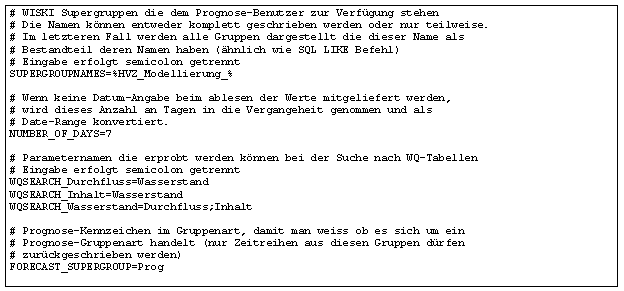 # WISKI Supergruppen die dem Prognose-Benutzer zur Verfügung stehen
# Die Namen können entweder komplett geschrieben werden oder nur teilweise.
# Im letzteren Fall werden alle Gruppen dargestellt die dieser Name als
# Bestandteil deren Namen haben (ähnlich wie SQL LIKE Befehl)
# Eingabe erfolgt semicolon getrennt
SUPERGROUPNAMES=%HVZ_Modellierung_%

# Wenn keine Datum-Angabe beim ablesen der Werte mitgeliefert werden,
# wird dieses Anzahl an Tagen in die Vergangeheit genommen und als
# Date-Range konvertiert.
NUMBER_OF_DAYS=7

# Parameternamen die erprobt werden können bei der Suche nach WQ-Tabellen
# Eingabe erfolgt semicolon getrennt
WQSEARCH_Durchfluss=Wasserstand
WQSEARCH_Inhalt=Wasserstand
WQSEARCH_Wasserstand=Durchfluss;Inhalt

# Prognose-Kennzeichen im Gruppenart, damit man weiss ob es sich um ein
# Prognose-Gruppenart handelt (nur Zeitreihen aus diesen Gruppen dürfen
# zurückgeschrieben werden)
FORECAST_SUPERGROUP=Prog